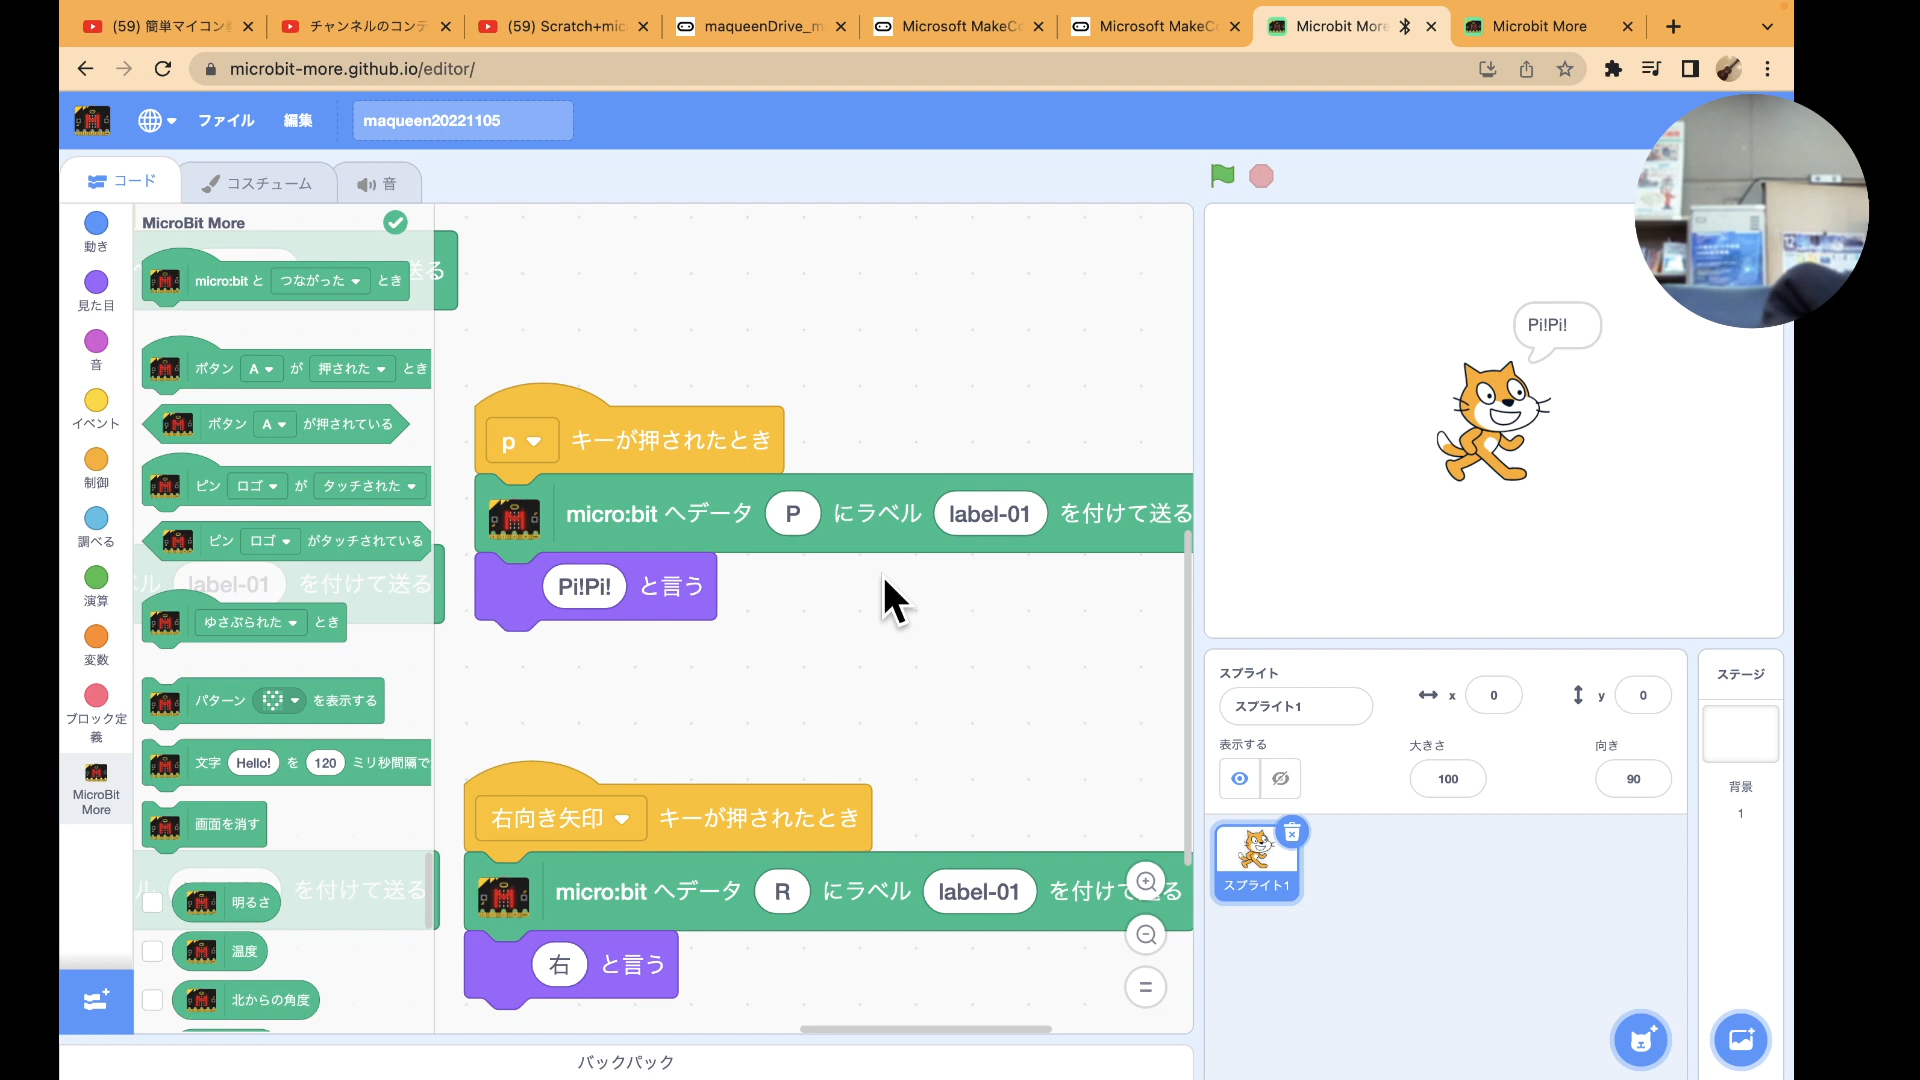 (59) 簡単マイコン
チャンネルのコンテ
(59) Scratch+mic
maqueenDrive_m
Microsoft MakeCo
Microsoft MakeC
Microbit More
Microbit More
microbit-more.github.io/editor/
ファイル
編集
maqueen20221105
コード
コスチューム
音
動き
見た目
音
イベント
制御
調べる
演算
変数
ブロック定義
MicroBit More
MicroBit More
micro:bit と つながった とき
送る
ボタン A が 押された とき
ボタン A が押されている
ピン ロゴ が タッチされた
ピン ロゴ がタッチされている
ル label-01 を付けて送る
ゆさぶられた とき
パターン を表示する
文字 Hello! を 120 ミリ秒間隔で
画面を消す
ル を付けて送る
明るさ
温度
北からの角度
p キーが押されたとき
micro:bit へデータ P にラベル label-01 を付けて送る
Pi!Pi! と言う
右向き矢印 キーが押されたとき
micro:bit へデータ R にラベル label-01 を付けて送る
右 と言う
バックパック
Pi!Pi!
スプライト
スプライト1
x 0
y 0
表示する
大きさ
100
向き
90
スプライト1
ステージ
背景
1